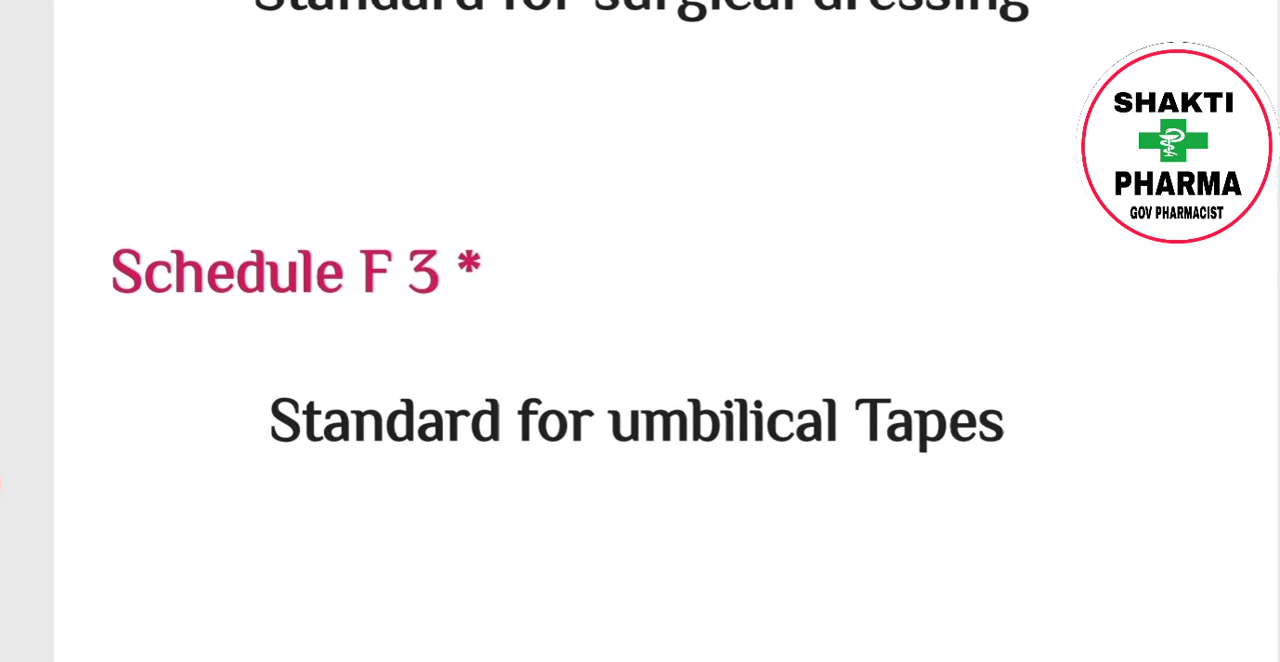 Standard for surgical dressing
SHAKTI
PHARMA
GOV PHARMACIST
Schedule F 3 *
Standard for umbilical Tapes